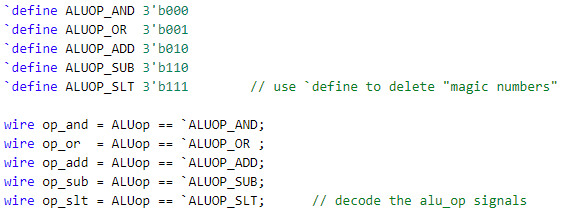 `define ALUOP_AND 3'b000
`define ALUOP_OR  3'b001
`define ALUOP_ADD 3'b010
`define ALUOP_SUB 3'b110
`define ALUOP_SLT 3'b111        // use `define to delete "magic numbers"

wire op_and = ALUop == `ALUOP_AND;
wire op_or  = ALUop == `ALUOP_OR ;
wire op_add = ALUop == `ALUOP_ADD;
wire op_sub = ALUop == `ALUOP_SUB;
wire op_slt = ALUop == `ALUOP_SLT;      // decode the alu_op signals